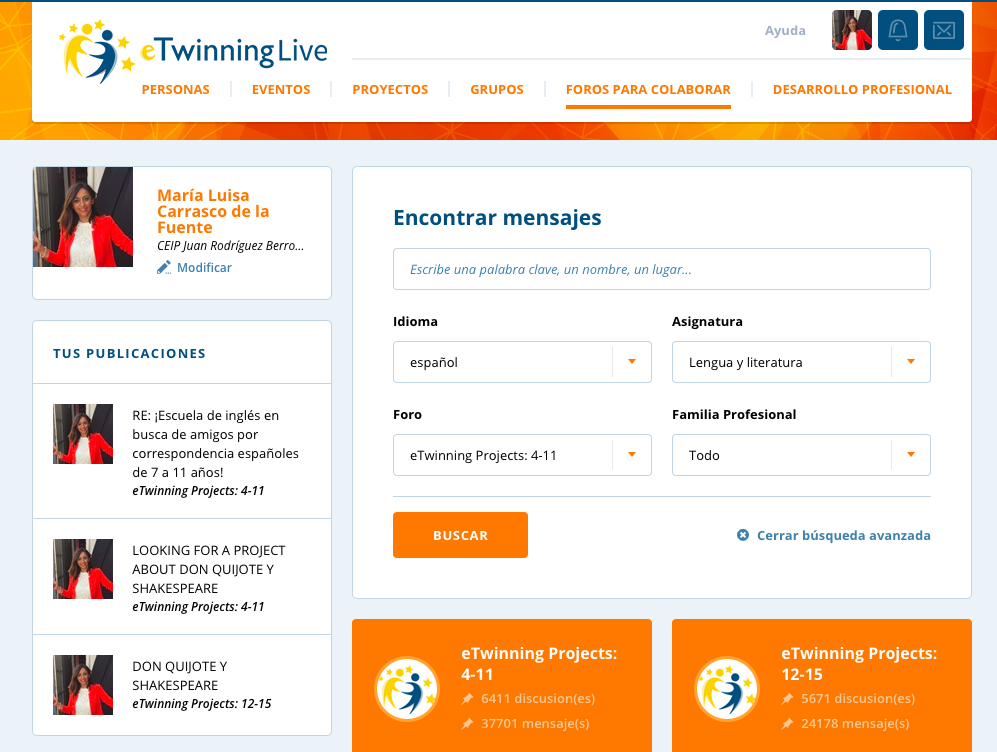 eTwinning Live
Ayuda
PERSONAS
EVENTOS
PROYECTOS
GRUPOS
FOROS PARA COLABORAR
DESARROLLO PROFESIONAL
María Luisa
Carrasco de la
Fuente
CEIP Juan Rodríguez Berro...
Modificar
TUS PUBLICACIONES
RE: ¡Escuela de inglés en
busca de amigos por
correspondencia españoles
de 7 a 11 años!
eTwinning Projects: 4-11
LOOKING FOR A PROJECT
ABOUT DON QUIJOTE Y
SHAKESPEARE
eTwinning Projects: 4-11
DON QUIJOTE Y
SHAKESPEARE
eTwinning Projects: 12-15
Encontrar mensajes
Escribe una palabra clave, un nombre, un lugar...
Idioma
español
Asignatura
Lengua y literatura
Foro
eTwinning Projects: 4-11
Familia Profesional
Todo
BUSCAR
Cerrar búsqueda avanzada
eTwinning Projects:
4-11
6411 discusion(es)
37701 mensaje(s)
eTwinning Projects:
12-15
5671 discusion(es)
24178 mensaje(s)